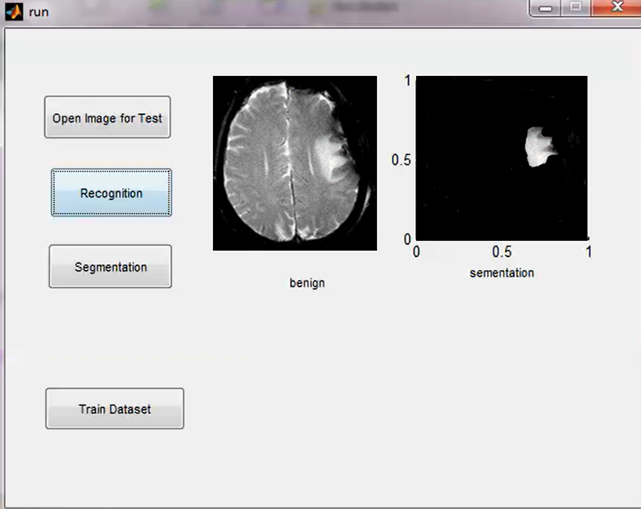 run
Open Image for Test
Recognition
Segmentation
Train Dataset
benign
1
0.5
0
0
0.5
1
sementation